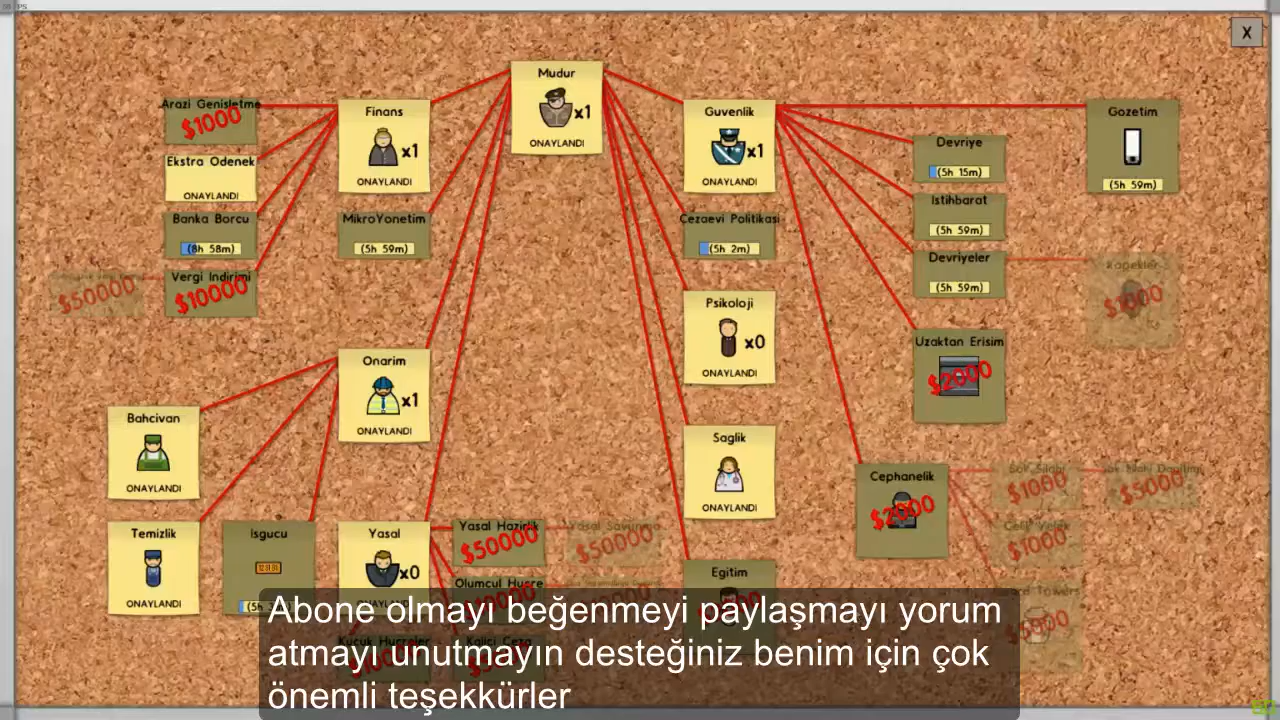 X
Mudur
x1
ONAYLANDI
Arazi Genisletme
$1000
Finans
x1
ONAYLANDI
Guvenlik
x1
ONAYLANDI
Gozetim
(5h 59m)
Ekstra Odenek
ONAYLANDI
Devriye
(5h 15m)
Banka Borcu
(8h 58m)
MikroYonetim
(5h 59m)
Cezaevi Politikasi
(5h 2m)
Istihbarat
(5h 59m)
Vergi Indirimi
$10000
$50000
Devriyeler
(5h 59m)
Kopekler
$1000
Psikoloji
x0
ONAYLANDI
Uzaktan Erisim
$2000
Onarim
x1
ONAYLANDI
Bahcivan
ONAYLANDI
Saglik
ONAYLANDI
Cephanelik
$2000
$1000
$5000
Temizlik
ONAYLANDI
Isgucu
Yasal
x0
Yasal Hazirlik
$50000
Yasal Savunma
$50000
Celik Yelek
$1000
Olumcul Hucre
Egitim
Kucuk Hucreler
Kalici Ceza
Abone olmayı beğenmeyi paylaşmayı yorum
atmayı unutmayın desteğiniz benim için çok
önemli teşekkürler